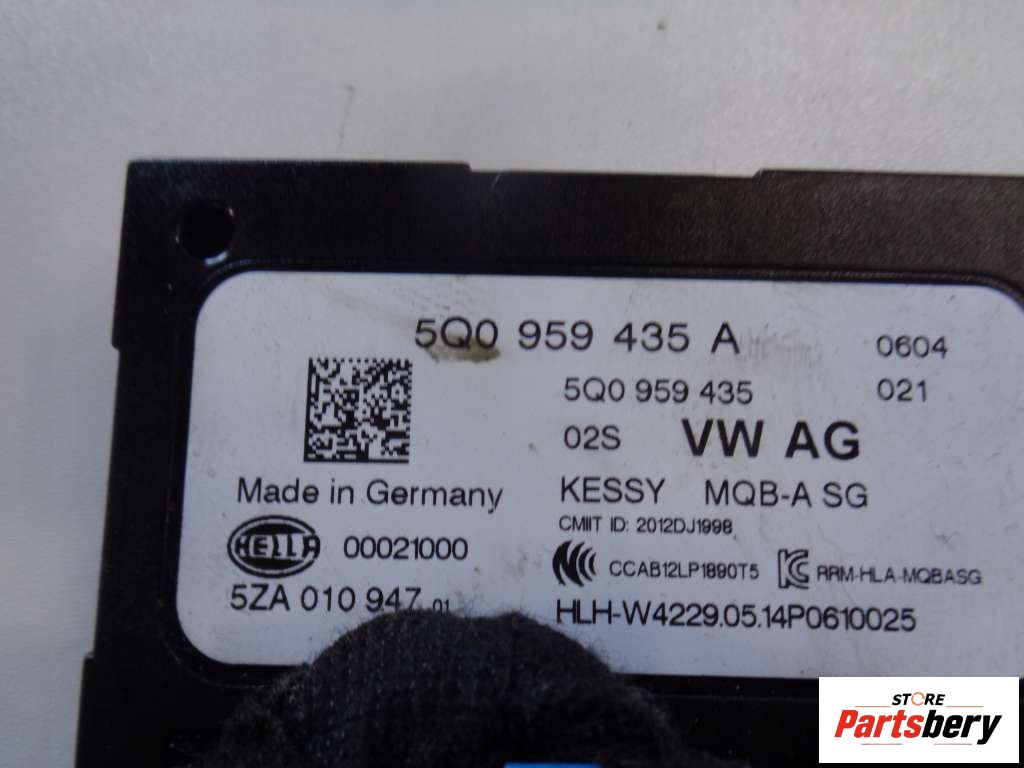 5Q0 959 435 A 0604
5Q0 959 435 021
02S VW AG
Made in Germany KESSY MQB-A SG
CMIIT ID: 2012DJ1998
HELLA 00021000 CCAB12LP1890T5 RRM-HLA-MQBASG
5ZA 010 947 01 HLH-W4229.05.14P0610025
STORE
Partsbery